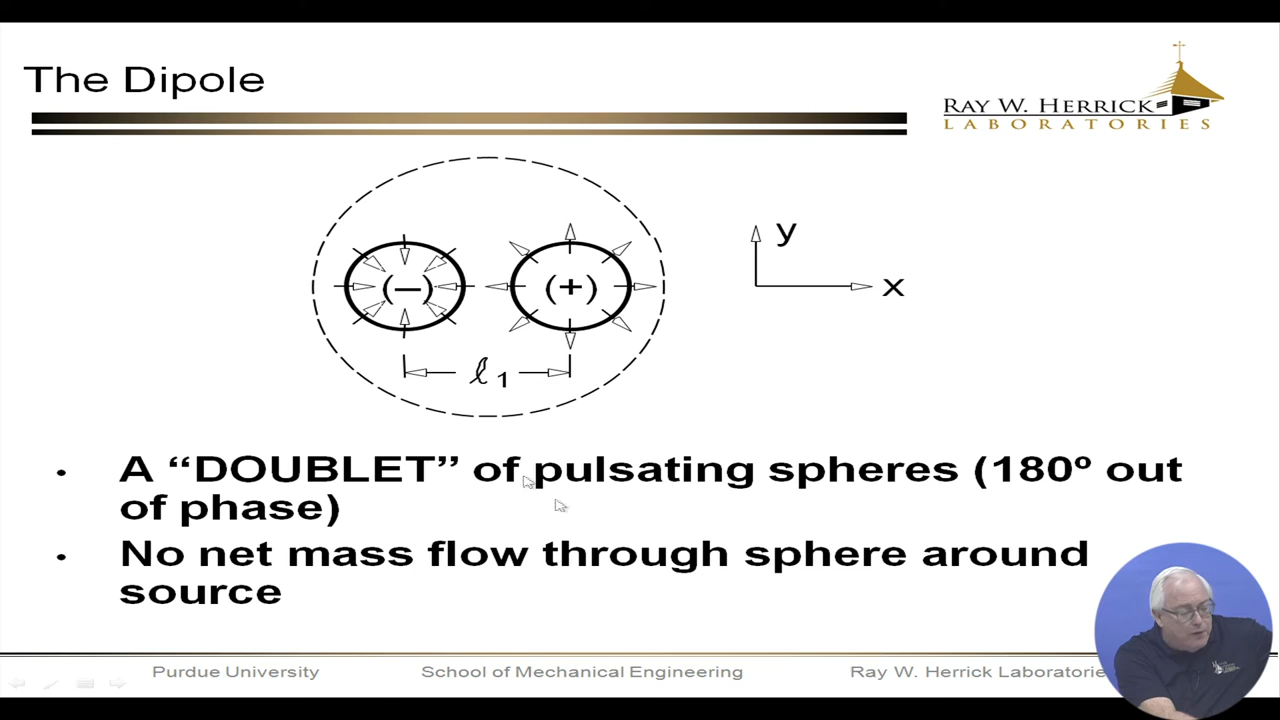 The Dipole
RAY W. HERRICK
LABORATORIES
(–)
(+)
y
x
ℓ1
• A “DOUBLET” of pulsating spheres (180º out
of phase)
• No net mass flow through sphere around
source
Purdue University
School of Mechanical Engineering
Ray W. Herrick Laboratories